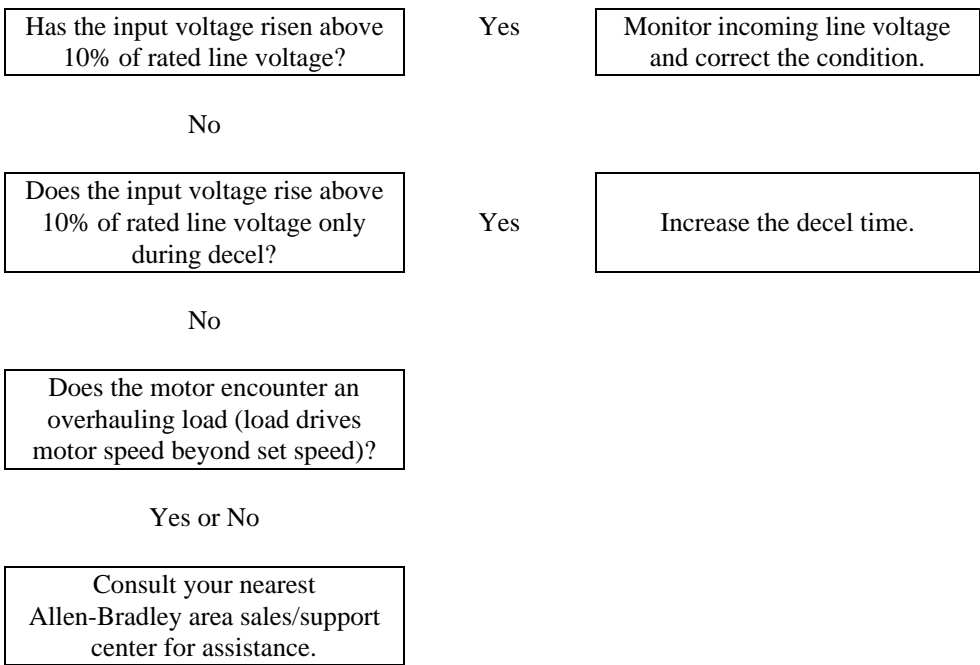 Has the input voltage risen above
10% of rated line voltage?
Yes
Monitor incoming line voltage
and correct the condition.
No
Does the input voltage rise above
10% of rated line voltage only
during decel?
Yes
Increase the decel time.
No
Does the motor encounter an
overhauling load (load drives
motor speed beyond set speed)?
Yes or No
Consult your nearest
Allen-Bradley area sales/support
center for assistance.